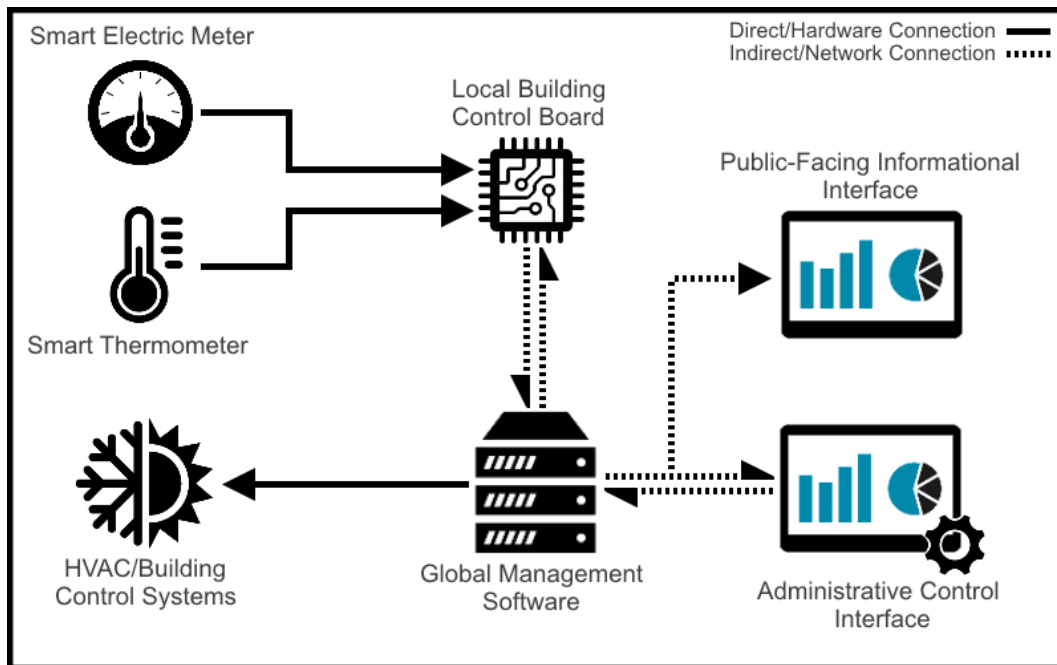 Smart Electric Meter
Direct/Hardware Connection
Indirect/Network Connection
Local Building
Control Board
Public-Facing Informational
Interface
Smart Thermometer
HVAC/Building
Control Systems
Global Management
Software
Administrative Control
Interface